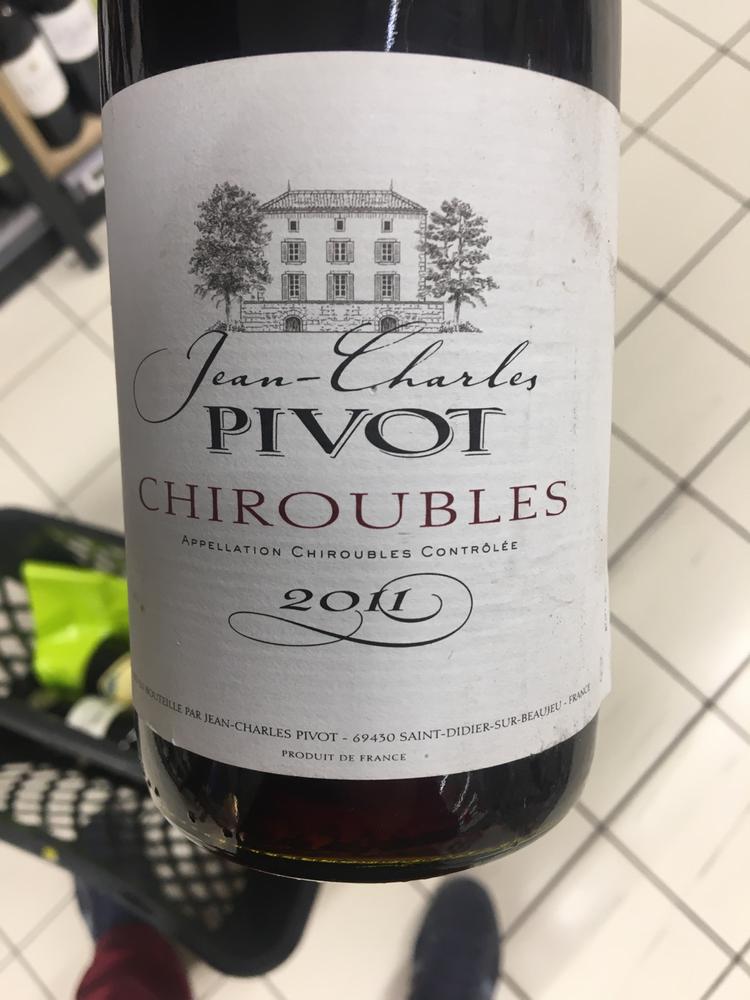 Jean-Charles
PIVOT
CHIROUBLES
APPELLATION CHIROUBLES CONTRÔLÉE
2011
BOUTEILLE PAR JEAN-CHARLES PIVOT - 69430 SAINT-DIDIER-SUR-BEAUJEU - FRANCE
PRODUIT DE FRANCE